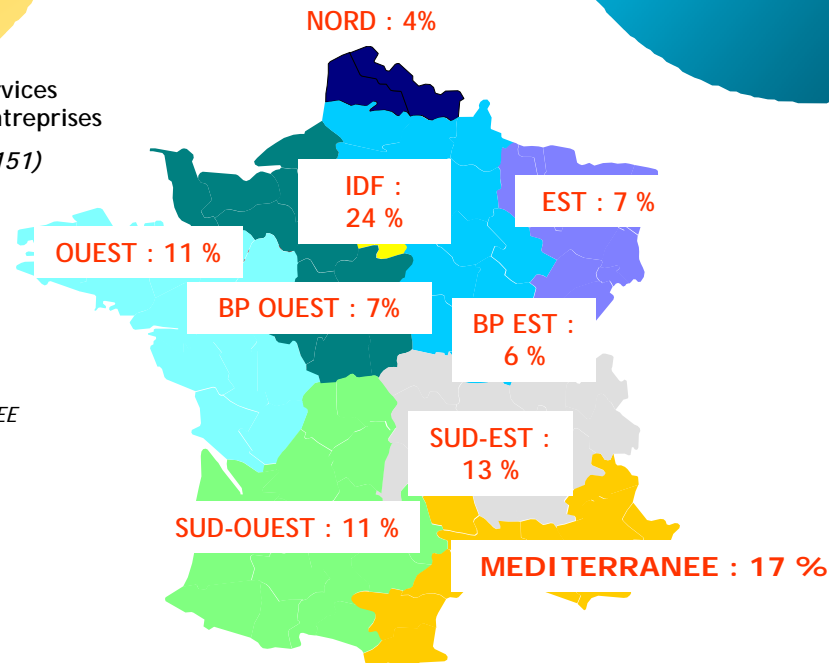 NORD : 4%
vices
ntreprises
151)
IDF :
24 %
EST : 7 %
OUEST : 11 %
BP OUEST : 7%
BP EST :
6 %
EE
SUD-EST :
13 %
SUD-OUEST : 11 %
MEDITERRANEE : 17 %